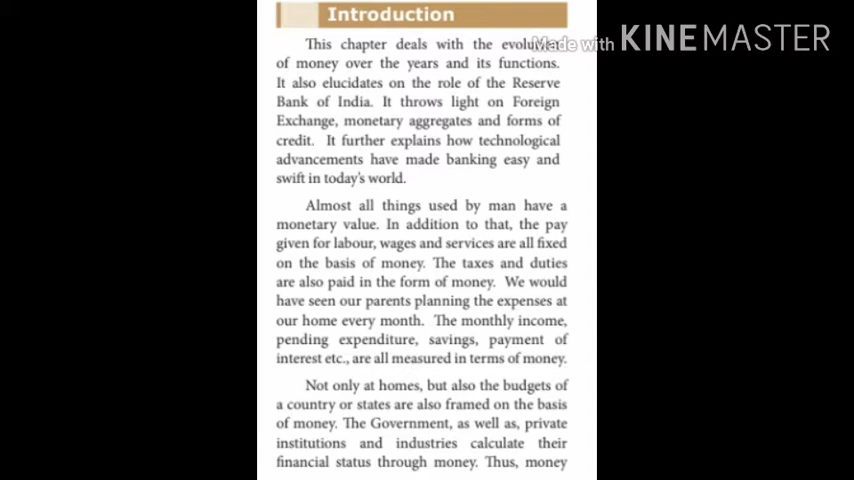 Introduction
This chapter deals with the evolution
of money over the years and its functions.
It also elucidates on the role of the Reserve
Bank of India. It throws light on Foreign
Exchange, monetary aggregates and forms of
credit. It further explains how technological
advancements have made banking easy and
swift in today's world.
Almost all things used by man have a
monetary value. In addition to that, the pay
given for labour, wages and services are all fixed
on the basis of money. The taxes and duties
are also paid in the form of money. We would
have seen our parents planning the expenses at
our home every month. The monthly income,
pending expenditure, savings, payment of
interest etc., are all measured in terms of money.
Not only at homes, but also the budgets of
a country or states are also framed on the basis
of money. The Government, as well as, private
institutions and industries calculate their
financial status through money. Thus, money
Made with KINEMASTER